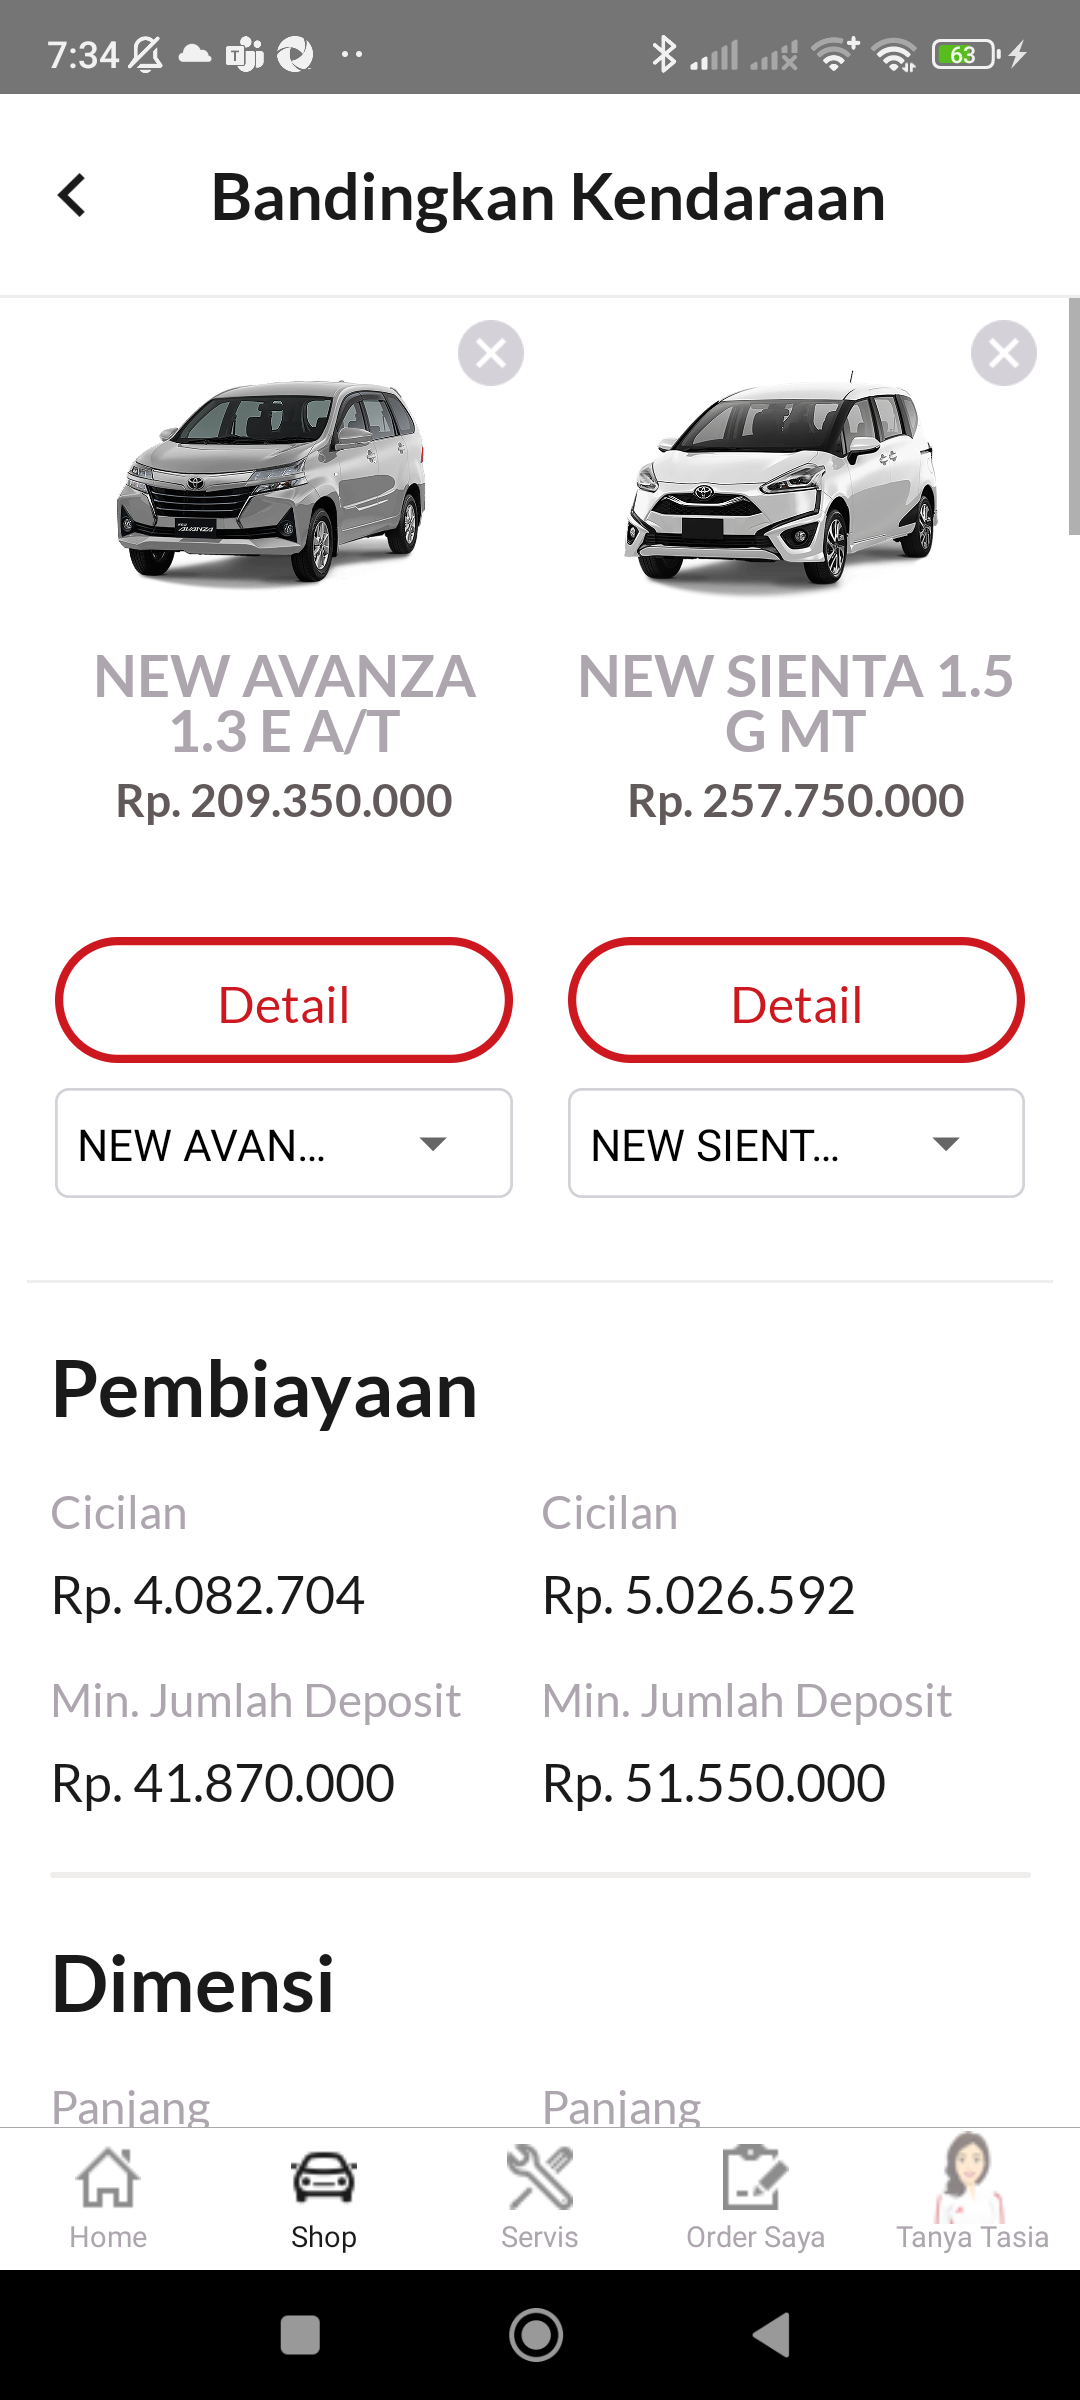 7:34
63
Bandingkan Kendaraan
NEW AVANZA
1.3 E A/T
Rp. 209.350.000
NEW SIENTA 1.5
G MT
Rp. 257.750.000
Detail
Detail
NEW AVAN...
NEW SIENT...
Pembiayaan
Cicilan
Cicilan
Rp. 4.082.704
Rp. 5.026.592
Min. Jumlah Deposit
Min. Jumlah Deposit
Rp. 41.870.000
Rp. 51.550.000
Dimensi
Panjang
Panjang
Home
Shop
Servis
Order Saya
Tanya Tasia